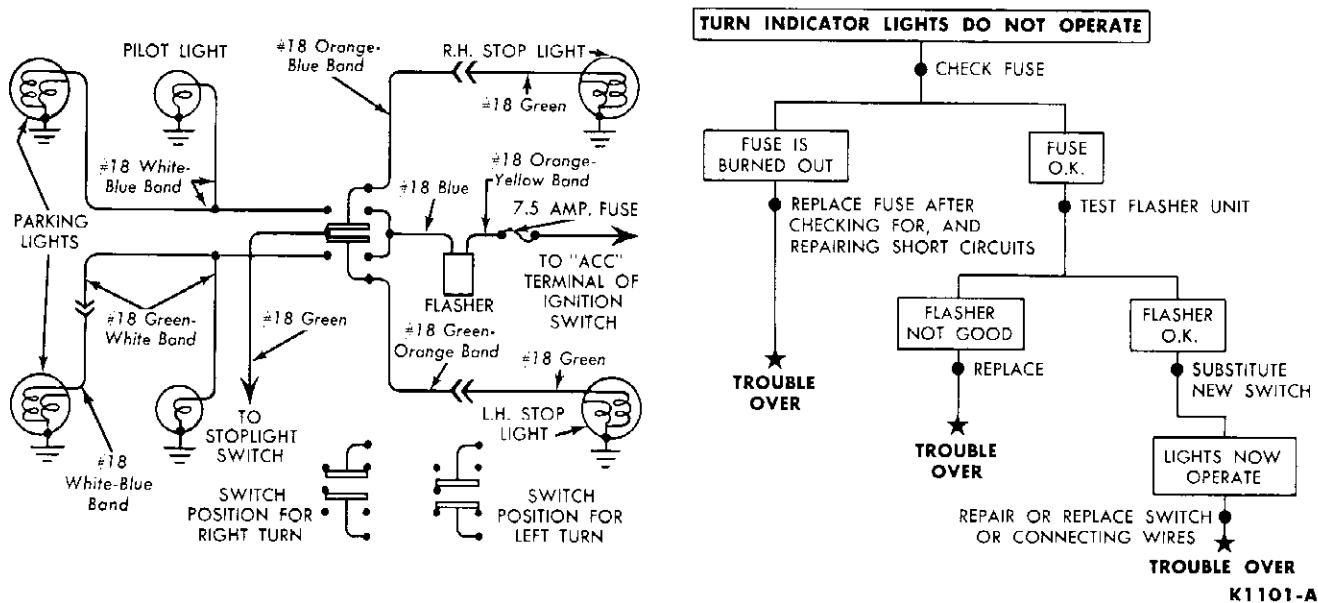 PILOT LIGHT
#18 Orange-
Blue Band
R.H. STOP LIGHT
#18 Green
#18 White-
Blue Band
#18 Orange-
Yellow Band
#18 Blue
7.5 AMP. FUSE
PARKING
LIGHTS
TO "ACC"
TERMINAL OF
IGNITION
SWITCH
FLASHER
#18 Green-
White Band
#18 Green
#18 Green-
Orange Band
#18 Green
L.H. STOP
LIGHT
TO
STOPLIGHT
SWITCH
#18
White-Blue
Band
SWITCH
POSITION FOR
RIGHT TURN
SWITCH
POSITION FOR
LEFT TURN
TURN INDICATOR LIGHTS DO NOT OPERATE
CHECK FUSE
FUSE IS
BURNED OUT
FUSE
O.K.
REPLACE FUSE AFTER
CHECKING FOR, AND
REPAIRING SHORT CIRCUITS
TEST FLASHER UNIT
FLASHER
NOT GOOD
FLASHER
O.K.
TROUBLE
OVER
REPLACE
SUBSTITUTE
NEW SWITCH
TROUBLE
OVER
LIGHTS NOW
OPERATE
REPAIR OR REPLACE SWITCH
OR CONNECTING WIRES
TROUBLE OVER
K1101-A